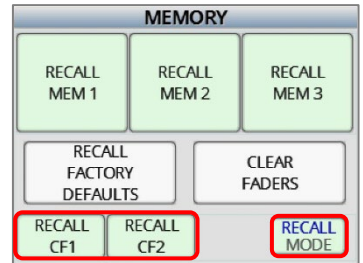 MEMORY
RECALL
MEM 1
RECALL
MEM 2
RECALL
MEM 3
RECALL
FACTORY
DEFAULTS
CLEAR
FADERS
RECALL
CF1
RECALL
CF2
RECALL
MODE